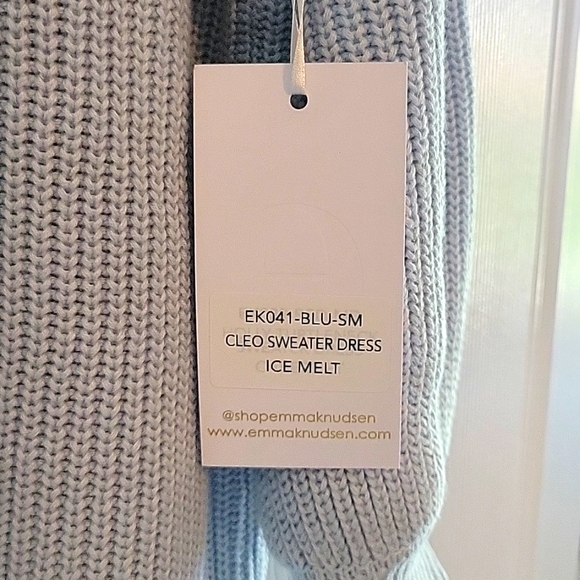 EK041-BLU-SM
CLEO SWEATER DRESS
ICE MELT
@shopemmaknudsen
www.emmaknudsen.com